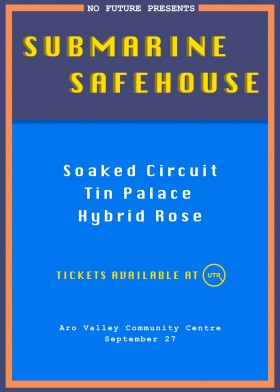 NO FUTURE PRESENTS
SUBMARINE
SAFEHOUSE
Soaked Circuit
Tin Palace
Hybrid Rose
TICKETS AVAILABLE AT UTR
Aro Valley Community Centre
September 27